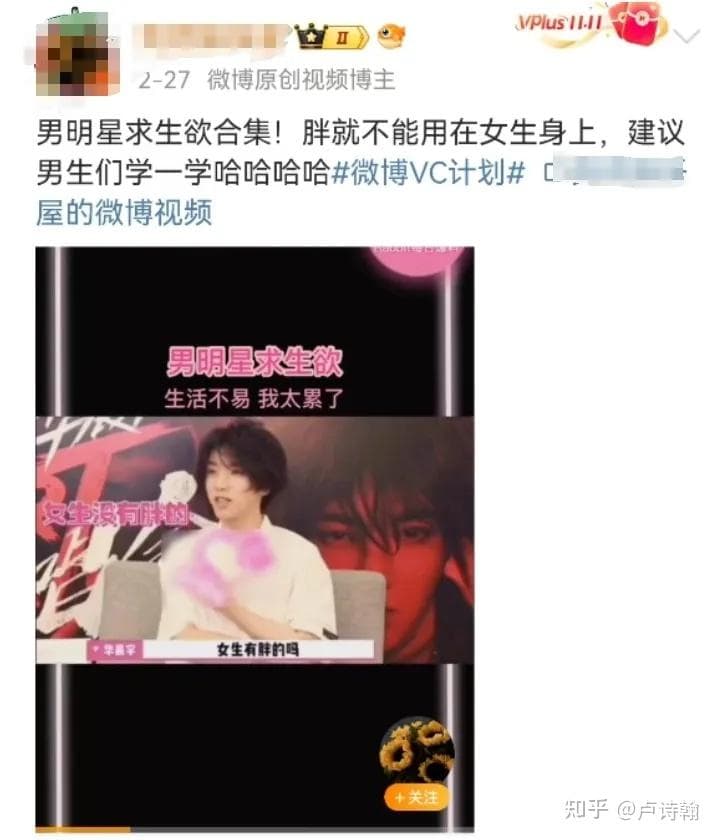 VPlus 11.11
II
2-27 微博原创视频博主
男明星求生欲合集！胖就不能用在女生身上，建议
男生们学一学哈哈哈哈#微博VC计划#
屋的微博视频
男明星求生欲
生活不易 我太累了
女生没有胖的
华晨宇
女生有胖的吗
+关注
知乎 @卢诗翰